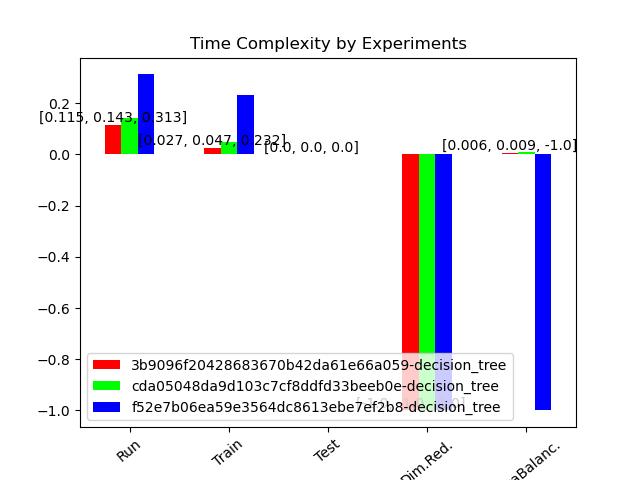 Time Complexity by Experiments
0.2
0.0
−0.2
−0.4
−0.6
−0.8
−1.0
[0.115, 0.143, 0.313]
[0.027, 0.047, 0.232]
[0.0, 0.0, 0.0]
[0.006, 0.009, -1.0]
3b9096f20428683670b42da61e66a059-decision_tree
cda05048da9d103c7cf8ddfd33beeb0e-decision_tree
f52e7b06ea59e3564dc8613ebe7ef2b8-decision_tree
Run
Train
Test
Dim.Red.
aBalanc.